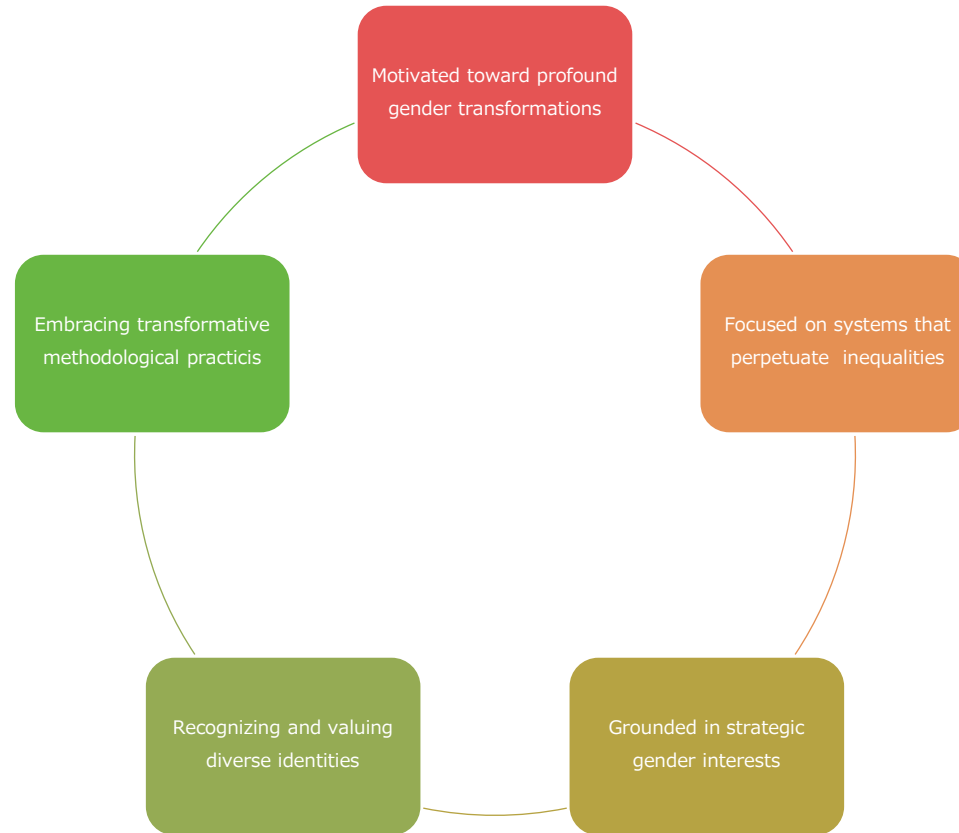 Motivated toward profound
gender transformations
Focused on systems that
perpetuate  inequalities
Grounded in strategic
gender interests
Recognizing and valuing
diverse identities
Embracing transformative
methodological practicis